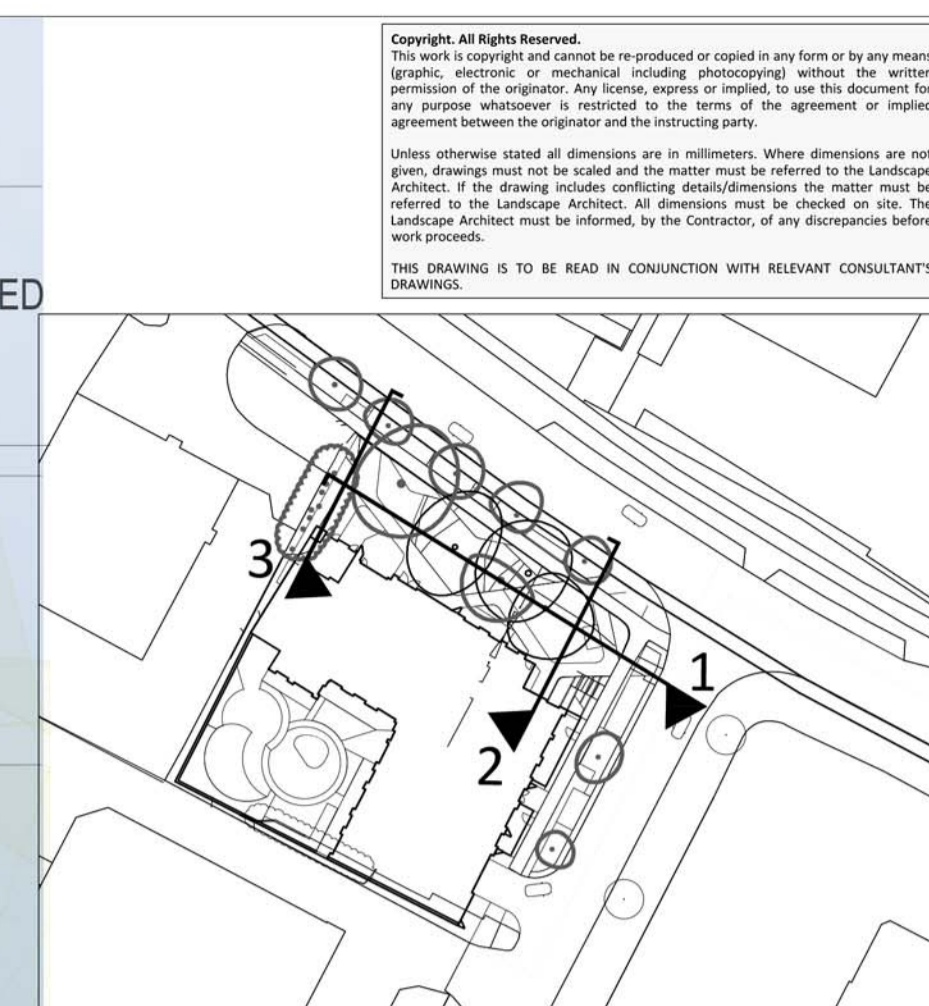 Copyright. All Rights Reserved.
This work is copyright and cannot be re-produced or copied in any form or by any means
(graphic, electronic or mechanical including photocopying) without the written
permission of the originator. Any license, express or implied, to use this document for
any purpose whatsoever is restricted to the terms of the agreement or implied
agreement between the originator and the instructing party.
Unless otherwise stated all dimensions are in millimeters. Where dimensions are not
given, drawings must not be scaled and the matter must be referred to the Landscape
Architect. If the drawing includes conflicting details/dimensions the matter must be
referred to the Landscape Architect. All dimensions must be checked on site. The
Landscape Architect must be informed, by the Contractor, of any discrepancies before
work proceeds.
THIS DRAWING IS TO BE READ IN CONJUNCTION WITH RELEVANT CONSULTANT'S
DRAWINGS.
ED
3
1
2